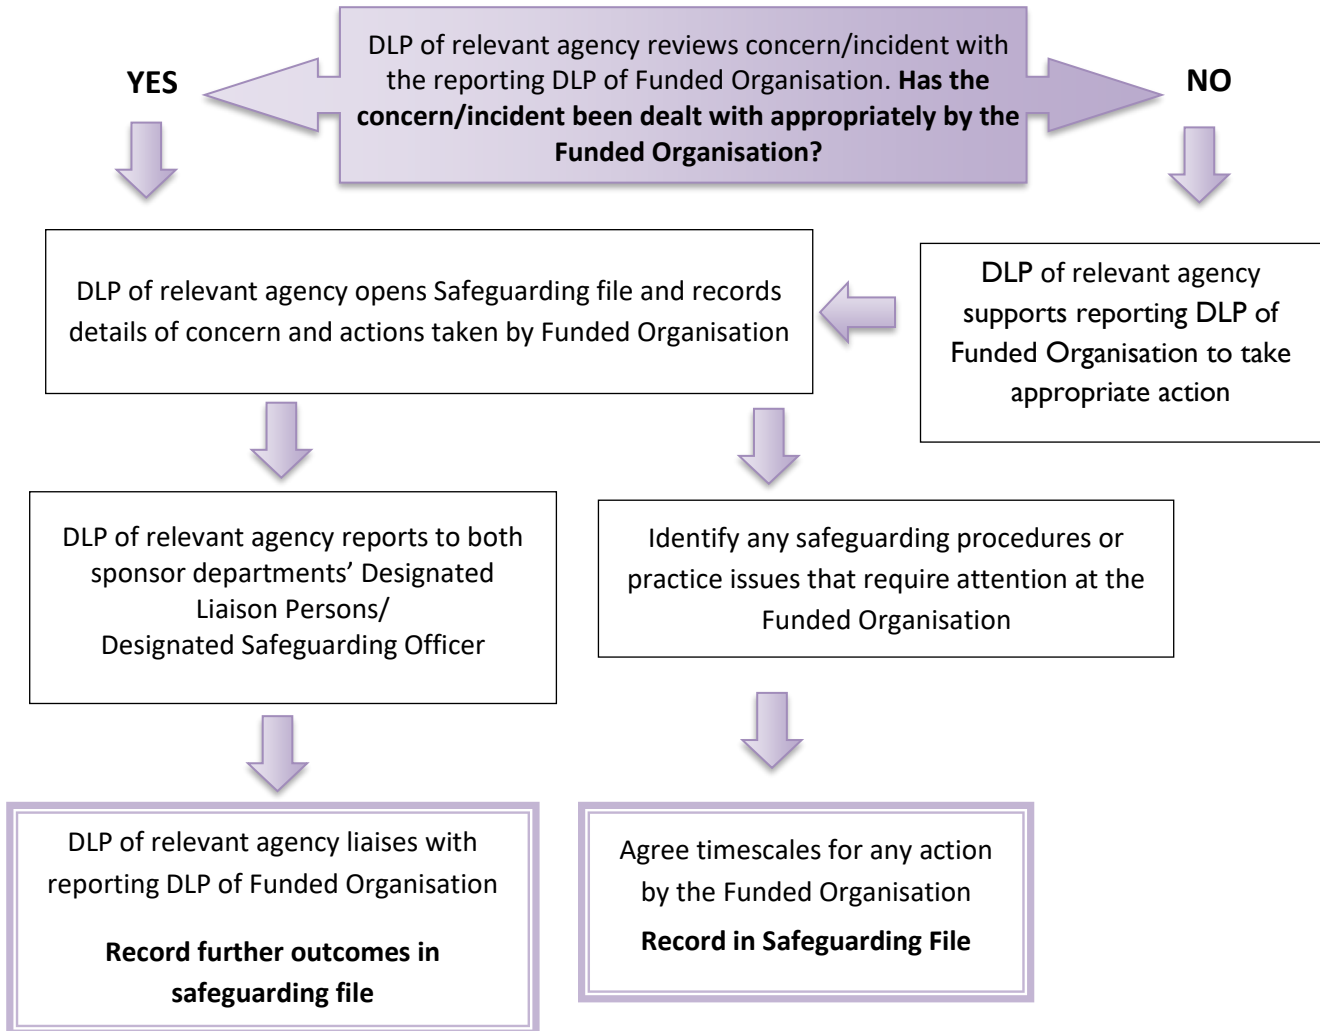 DLP of relevant agency reviews concern/incident with
the reporting DLP of Funded Organisation. Has the
concern/incident been dealt with appropriately by the
Funded Organisation?
YES
NO
DLP of relevant agency opens Safeguarding file and records
details of concern and actions taken by Funded Organisation
DLP of relevant agency
supports reporting DLP of
Funded Organisation to take
appropriate action
DLP of relevant agency reports to both
sponsor departments’ Designated
Liaison Persons/
Designated Safeguarding Officer
Identify any safeguarding procedures or
practice issues that require attention at the
Funded Organisation
DLP of relevant agency liaises with
reporting DLP of Funded Organisation
Record further outcomes in
safeguarding file
Agree timescales for any action
by the Funded Organisation
Record in Safeguarding File